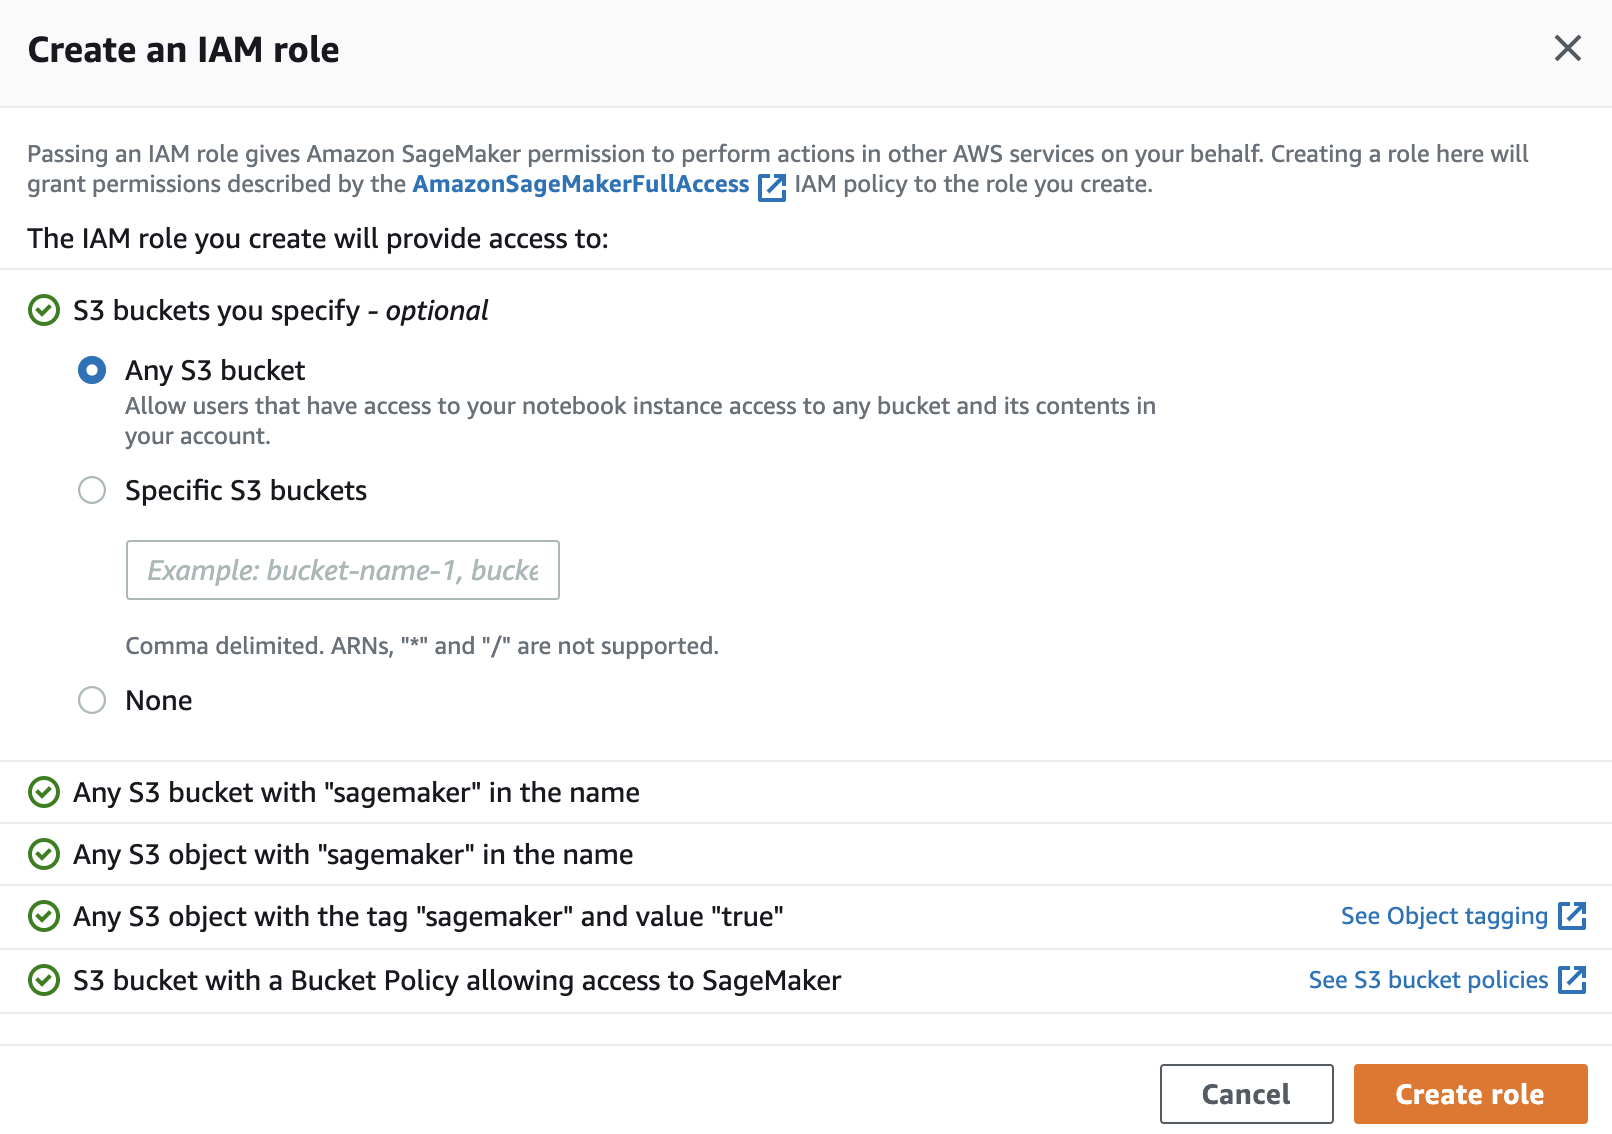 Create an IAM role
Passing an IAM role gives Amazon SageMaker permission to perform actions in other AWS services on your behalf. Creating a role here will
grant permissions described by the AmazonSageMakerFullAccess IAM policy to the role you create.
The IAM role you create will provide access to:
S3 buckets you specify - optional
Any S3 bucket
Allow users that have access to your notebook instance access to any bucket and its contents in
your account.
Specific S3 buckets
Example: bucket-name-1, bucke
Comma delimited. ARNs, "*" and "/" are not supported.
None
Any S3 bucket with "sagemaker" in the name
Any S3 object with "sagemaker" in the name
Any S3 object with the tag "sagemaker" and value "true" See Object tagging
S3 bucket with a Bucket Policy allowing access to SageMaker See S3 bucket policies
Cancel Create role